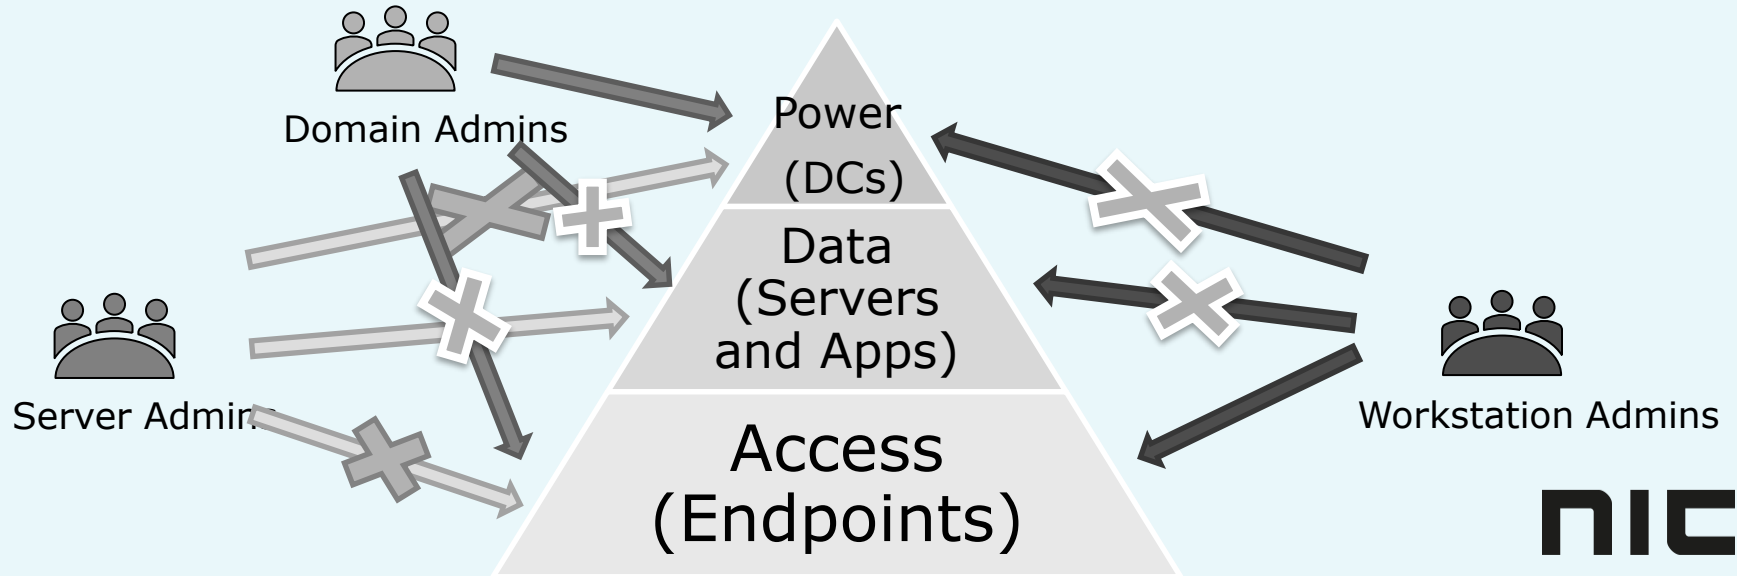 Domain Admins
Power
(DCs)
Data
(Servers
and Apps)
Server Admins
Workstation Admins
Access
(Endpoints)
NIC